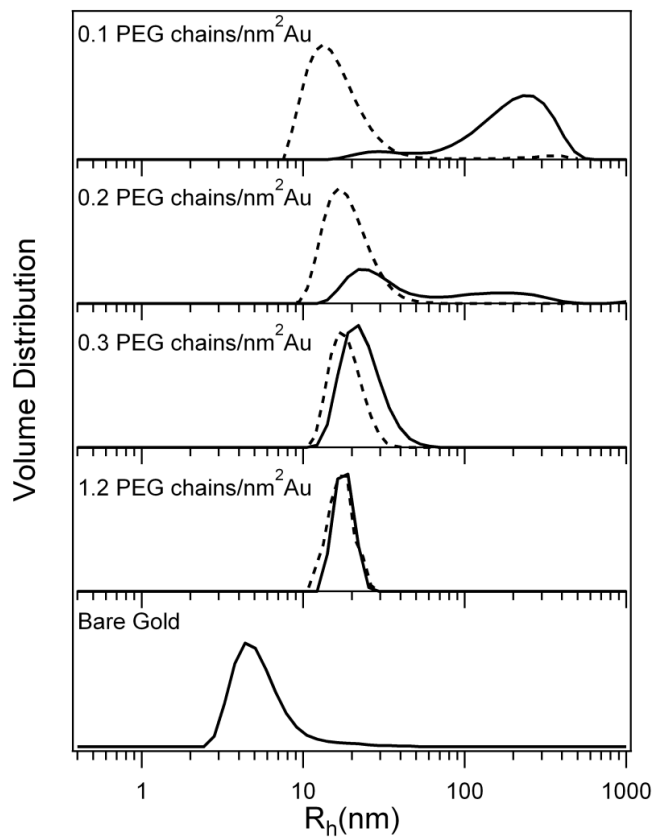 0.1 PEG chains/nm²Au
0.2 PEG chains/nm²Au
0.3 PEG chains/nm²Au
1.2 PEG chains/nm²Au
Bare Gold
Volume Distribution
1 10 100 1000
R_h(nm)